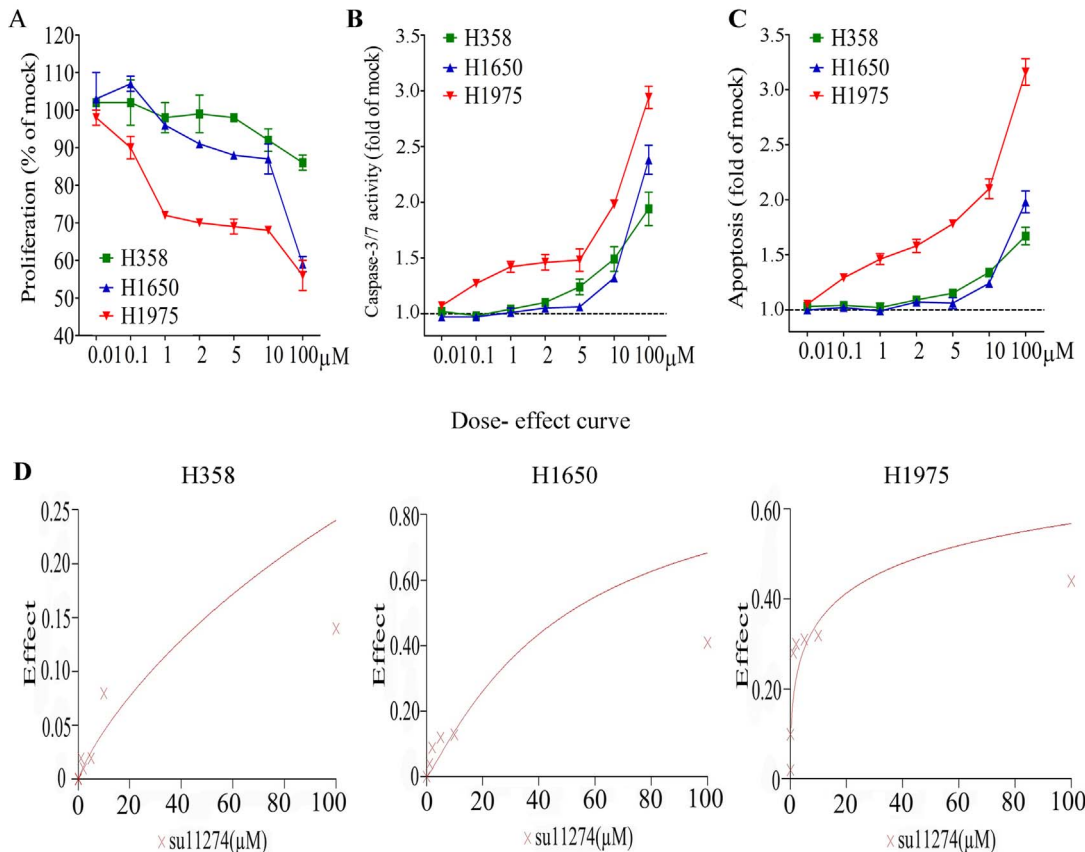 A
Proliferation (% of mock)
120
110
100
90
80
70
60
50
40
H358
H1650
H1975
0.01 0.1 1 2 5 10 100μM
B
Caspase-3/7 activity (fold of mock)
3.5
3.0
2.5
2.0
1.5
1.0
H358
H1650
H1975
0.01 0.1 1 2 5 10 100μM
C
Apoptosis (fold of mock)
3.5
3.0
2.5
2.0
1.5
1.0
H358
H1650
H1975
0.01 0.1 1 2 5 10 100μM
Dose- effect curve
D
H358
Effect
0.25
0.20
0.15
0.10
0.05
0
0 20 40 60 80 100
su11274(μM)
H1650
Effect
0.80
0.60
0.40
0.20
0
0 20 40 60 80 100
su11274(μM)
H1975
Effect
0.60
0.40
0.20
0
0 20 40 60 80 100
su11274(μM)